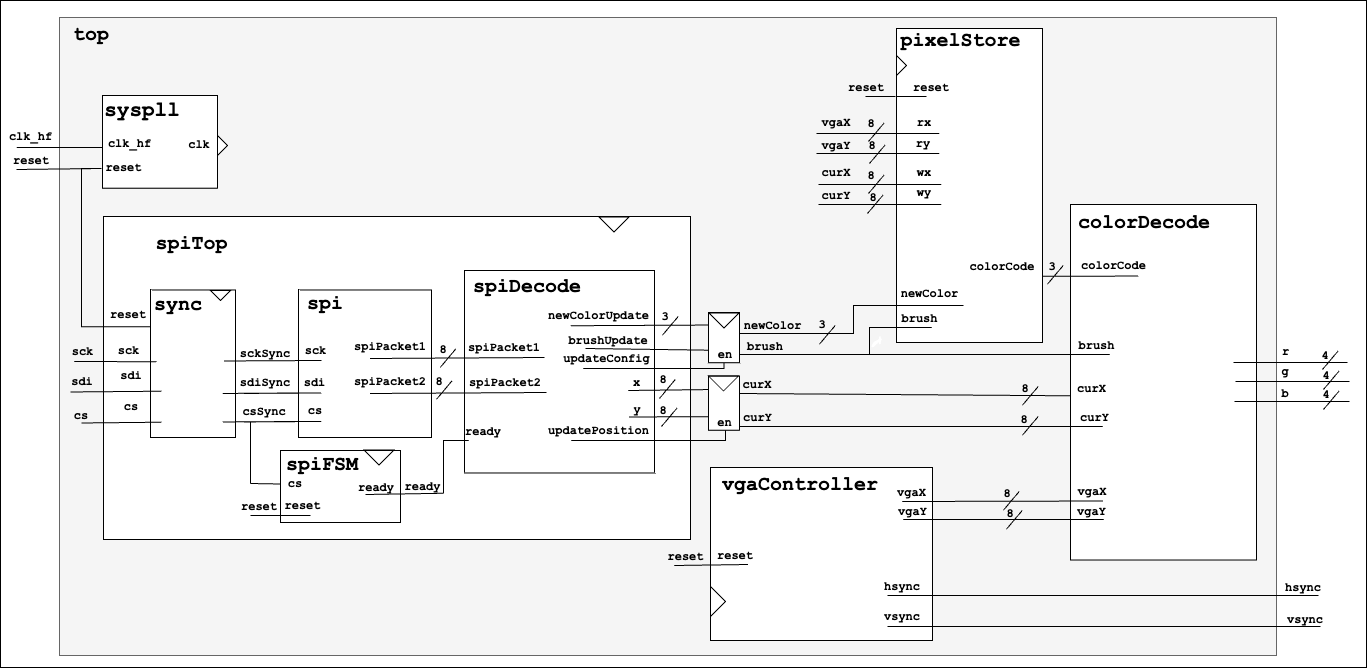 top
syspll
clk_hf
clk_hf
clk
reset
reset
pixelStore
reset
reset
vgaX
8
rx
vgaY
8
ry
curX
8
wx
curY
8
wy
colorCode
3
newColor
brush
colorDecode
colorCode
brush
curX
curY
vgaX
vgaY
spiTop
sync
reset
sck
sck
sdi
sdi
cs
cs
sckSync
sdiSync
csSync
spi
sck
sdi
cs
spiPacket1
8
spiPacket2
8
spiDecode
spiPacket1
spiPacket2
ready
newColorUpdate
3
brushUpdate
updateConfig
x
8
y
8
updatePosition
spiFSM
cs
ready
ready
reset
reset
en
newColor
3
brush
en
curX
8
curY
8
vgaController
vgaX
8
vgaY
8
reset
reset
hsync
vsync
r
4
g
4
b
4
hsync
vsync